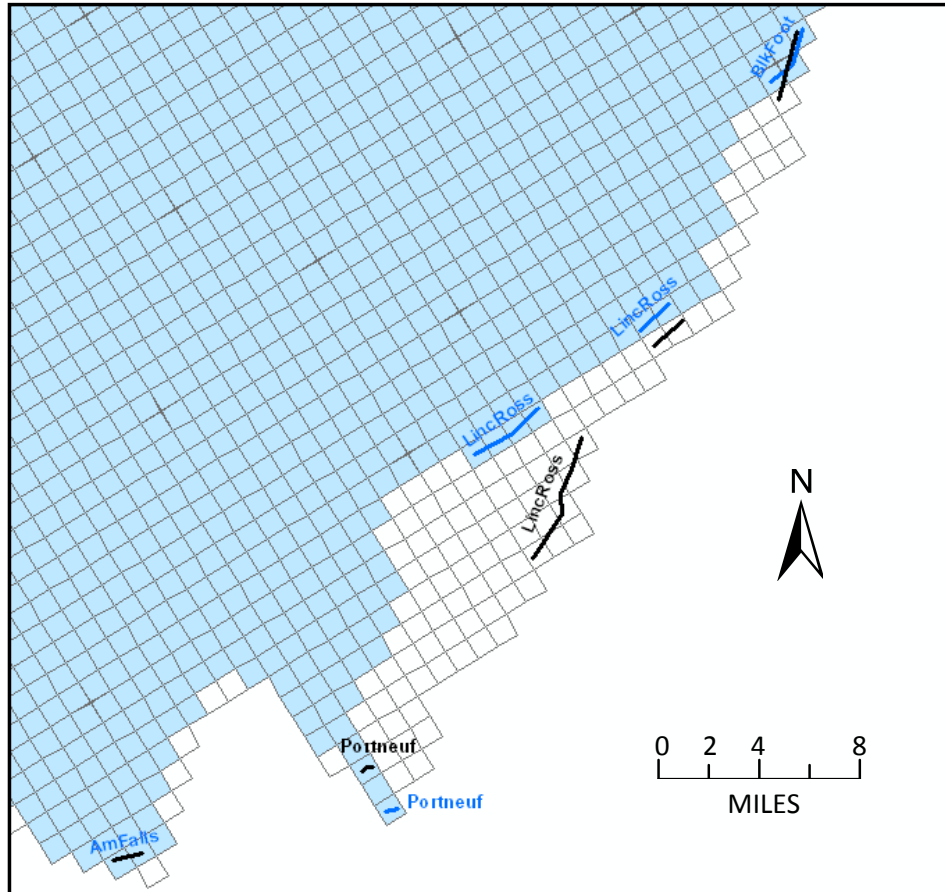 BlkFoot
LincRoss
LincRoss
LincRoss
N
Portneuf
0 2 4 8
MILES
Portneuf
AmFalls